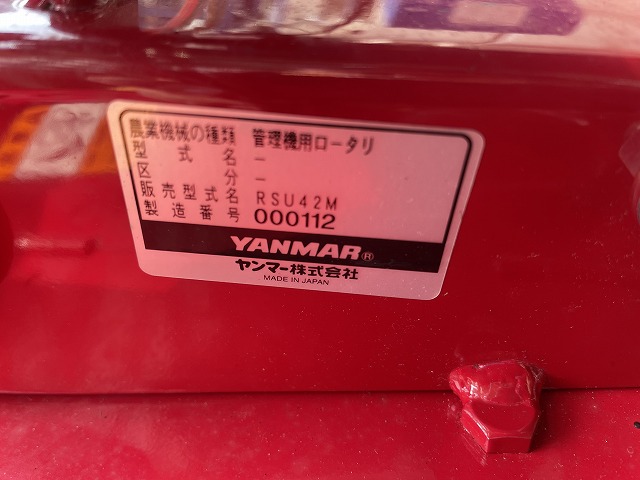 農業機械の種類 管理機用ロータリ
型式名 -
区分 -
販売型式名 RSU42M
製造番号 000112
YANMAR®
ヤンマー株式会社
MADE IN JAPAN